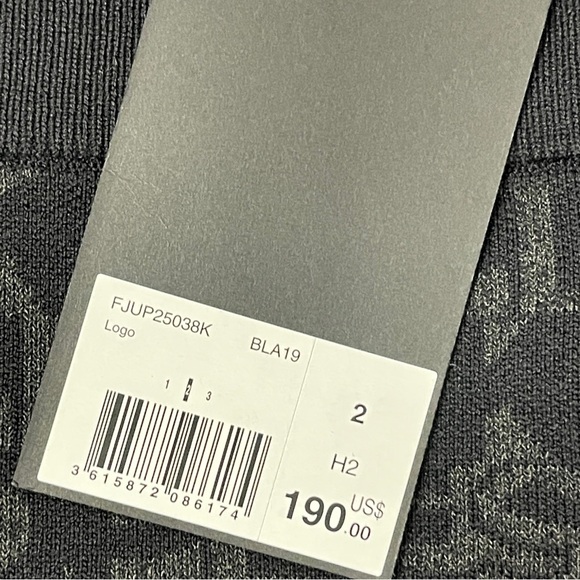 FJUP25038K
Logo
BLA19
1 2 3
3 615872 086174
2
H2
190.00 US$